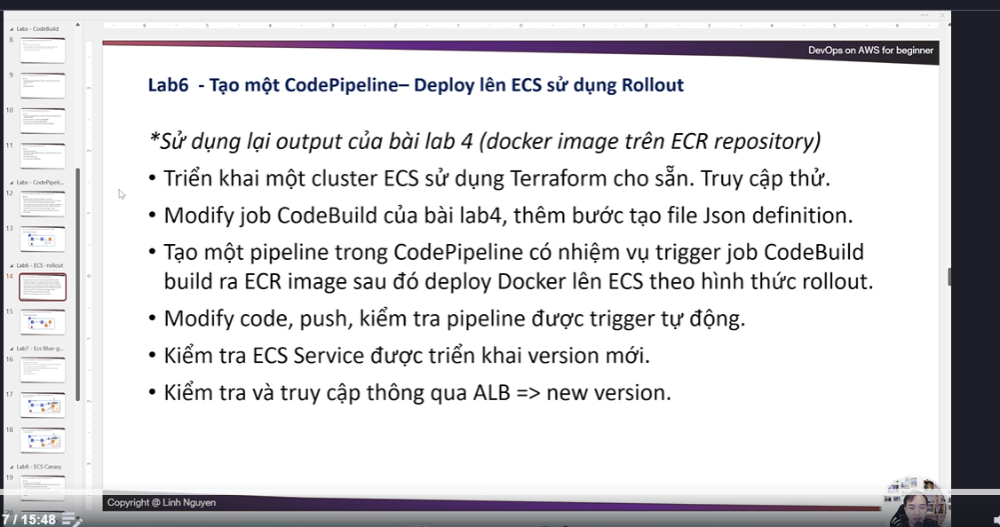 Labs - CodeBuild
8
9
10
11
Labs - CodePipeli...
12
13
Lab6 - ECS -rollout
14
15
Lab7 - Ecs Blue-g...
16
17
18
Lab8 - ECS Canary
19
20
DevOps on AWS for beginner
Lab6 - Tạo một CodePipeline– Deploy lên ECS sử dụng Rollout
*Sử dụng lại output của bài lab 4 (docker image trên ECR repository)
• Triển khai một cluster ECS sử dụng Terraform cho sẵn. Truy cập thử.
• Modify job CodeBuild của bài lab4, thêm bước tạo file Json definition.
• Tạo một pipeline trong CodePipeline có nhiệm vụ trigger job CodeBuild
build ra ECR image sau đó deploy Docker lên ECS theo hình thức rollout.
• Modify code, push, kiểm tra pipeline được trigger tự động.
• Kiểm tra ECS Service được triển khai version mới.
• Kiểm tra và truy cập thông qua ALB => new version.
Copyright @ Linh Nguyen
7 / 15:48